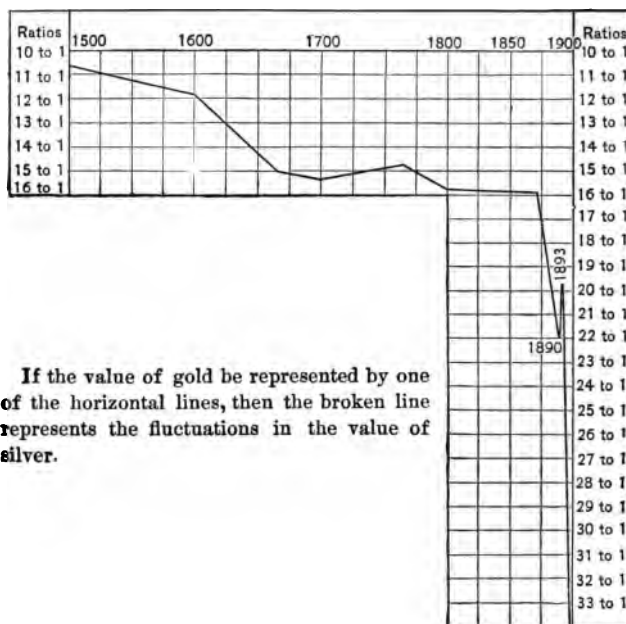 Ratios 1500 1600 1700 1800 1850 1900 Ratios
10 to 1 10 to 1
11 to 1 11 to 1
12 to 1 12 to 1
13 to 1 13 to 1
14 to 1 14 to 1
15 to 1 15 to 1
16 to 1 16 to 1
17 to 1
18 to 1
1893 19 to 1
20 to 1
21 to 1
22 to 1
1890 23 to 1
24 to 1
25 to 1
26 to 1
27 to 1
28 to 1
29 to 1
30 to 1
31 to 1
32 to 1
33 to 1
If the value of gold be represented by one
of the horizontal lines, then the broken line
represents the fluctuations in the value of
silver.